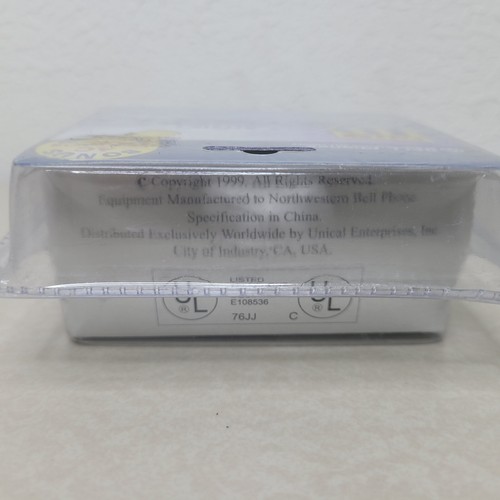 C Copyright 1999. All Rights Reserved.
Equipment Manufactured to Northwestern Bell Phone
Specification in China.
Distributed Exclusively Worldwide by Unical Enterprises, Inc
City of Industry, CA, USA.
LISTED
UL UL
E108536
® 76JJ C ®